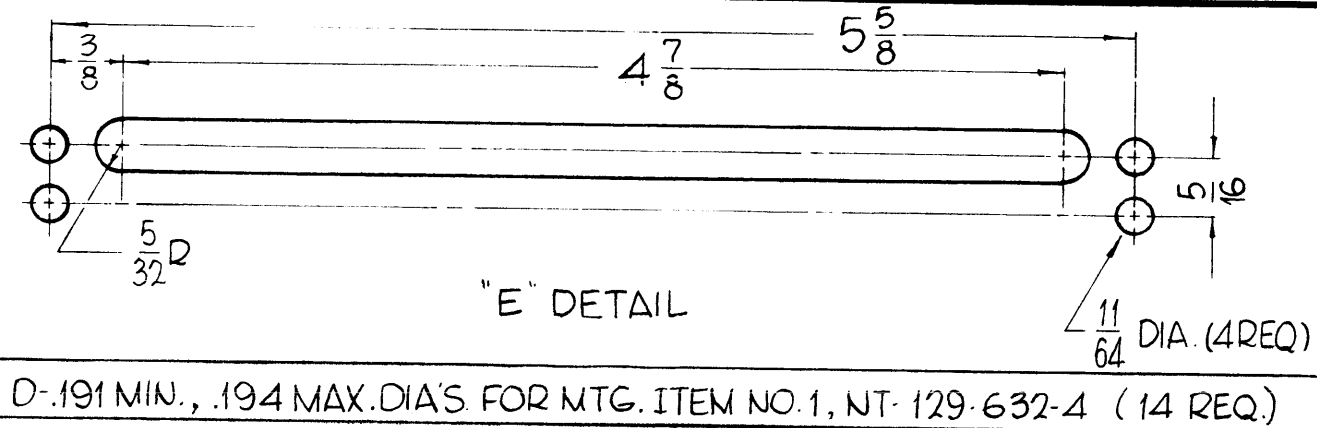 5 5/8
3/8
4 7/8
5/16
5/32 R
"E" DETAIL
11/64 DIA. (4 REQ)
D-.191 MIN., .194 MAX. DIA'S. FOR MTG. ITEM NO. 1, NT-129-632-4 (14 REQ.)